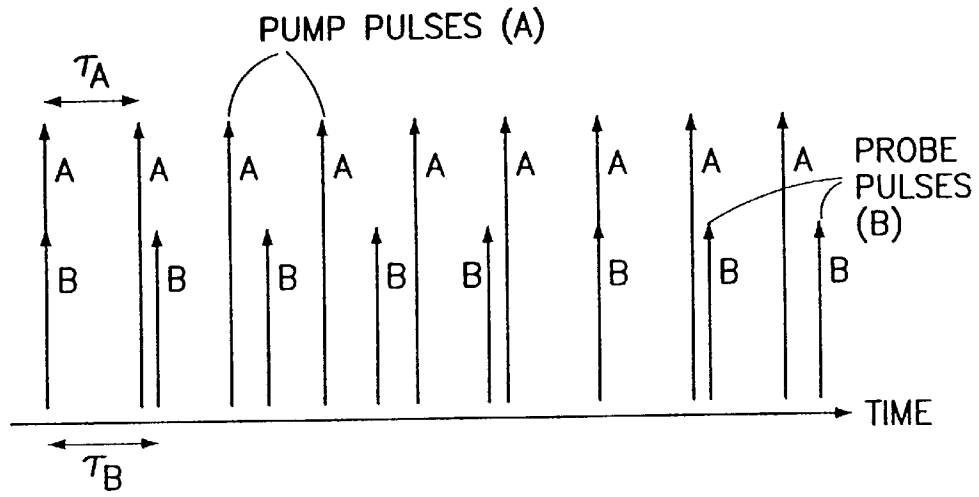 PUMP PULSES (A)
τA
A A A A A A A A A
PROBE
PULSES
(B)
B B B B B B B B
TIME
τB